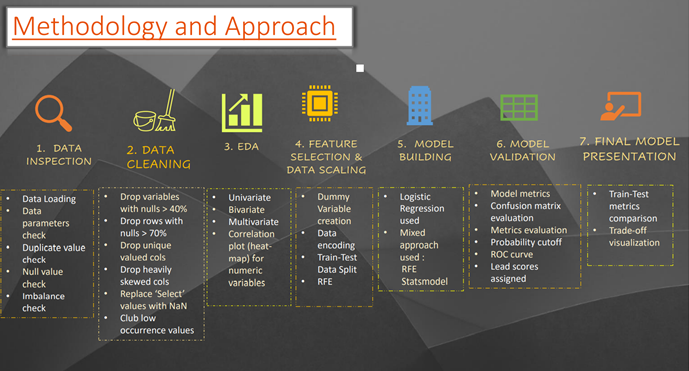 Methodology and Approach
1. DATA
INSPECTION
• Data Loading
• Data
parameters
check
• Duplicate value
check
• Null value
check
• Imbalance
check
2. DATA
CLEANING
• Drop variables
with nulls > 40%
• Drop rows with
nulls > 70%
• Drop unique
valued cols
• Drop heavily
skewed cols
• Replace ‘Select’
values with NaN
• Club low
occurrence values
3. EDA
• Univariate
• Bivariate
• Multivariate
• Correlation
plot (heat-
map) for
numeric
variables
4. FEATURE
SELECTION &
DATA SCALING
• Dummy
Variable
creation
• Data
encoding
• Train-Test
Data Split
• RFE
5. MODEL
BUILDING
• Logistic
Regression
used
• Mixed
approach
used :
RFE
Statsmodel
6. MODEL
VALIDATION
• Model metrics
• Confusion matrix
evaluation
• Metrics evaluation
• Probability cutoff
• ROC curve
• Lead scores
assigned
7. FINAL MODEL
PRESENTATION
• Train-Test
metrics
comparison
• Trade-off
visualization